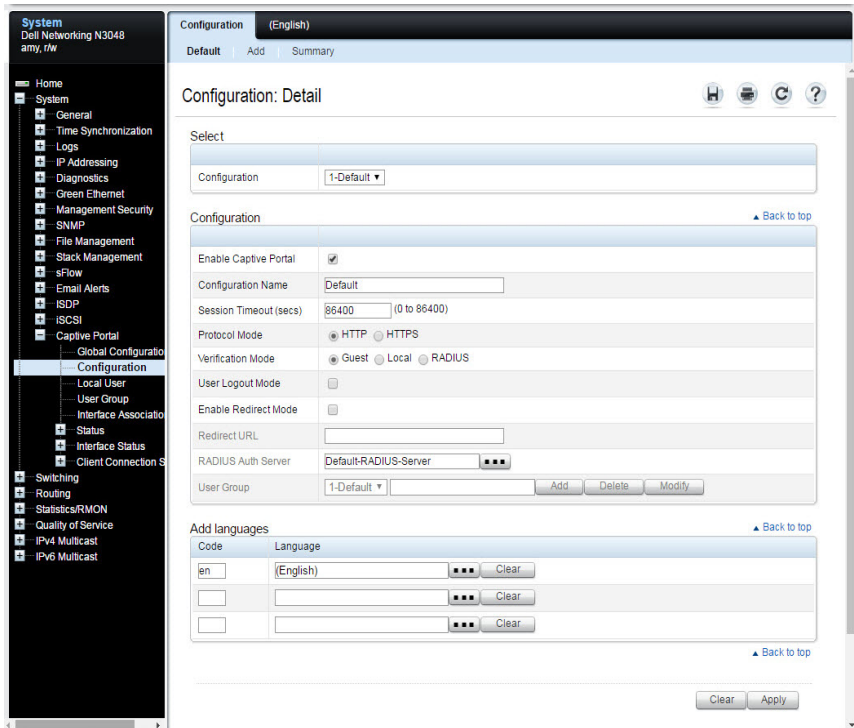 System
Dell Networking N3048
amy, r/w
Home
System
General
Time Synchronization
Logs
IP Addressing
Diagnostics
Green Ethernet
Management Security
SNMP
File Management
Stack Management
sFlow
Email Alerts
ISDP
iSCSI
Captive Portal
Global Configuratio
Configuration
Local User
User Group
Interface Associatio
Status
Interface Status
Client Connection S
Switching
Routing
Statistics/RMON
Quality of Service
IPv4 Multicast
IPv6 Multicast
Configuration (English)
Default Add Summary
Configuration: Detail
Select
Configuration 1-Default
Configuration Back to top
Enable Captive Portal
Configuration Name Default
Session Timeout (secs) 86400 (0 to 86400)
Protocol Mode HTTP HTTPS
Verification Mode Guest Local RADIUS
User Logout Mode
Enable Redirect Mode
Redirect URL
RADIUS Auth Server Default-RADIUS-Server
User Group 1-Default Add Delete Modify
Add languages Back to top
Code Language
en (English) Clear
Clear
Clear
Back to top
Clear Apply